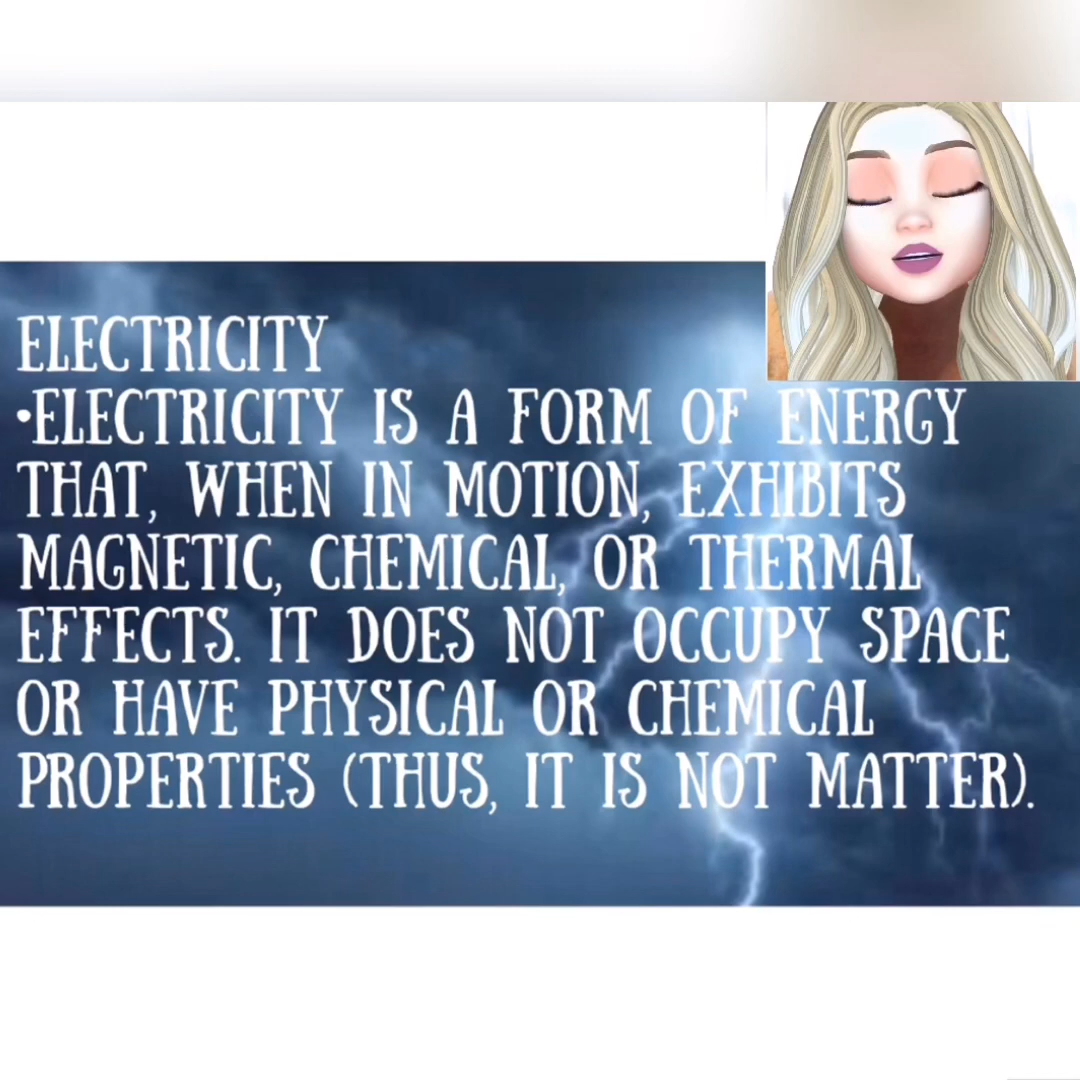 ELECTRICITY
•ELECTRICITY IS A FORM OF ENERGY
THAT, WHEN IN MOTION, EXHIBITS
MAGNETIC, CHEMICAL, OR THERMAL
EFFECTS. IT DOES NOT OCCUPY SPACE
OR HAVE PHYSICAL OR CHEMICAL
PROPERTIES (THUS, IT IS NOT MATTER).